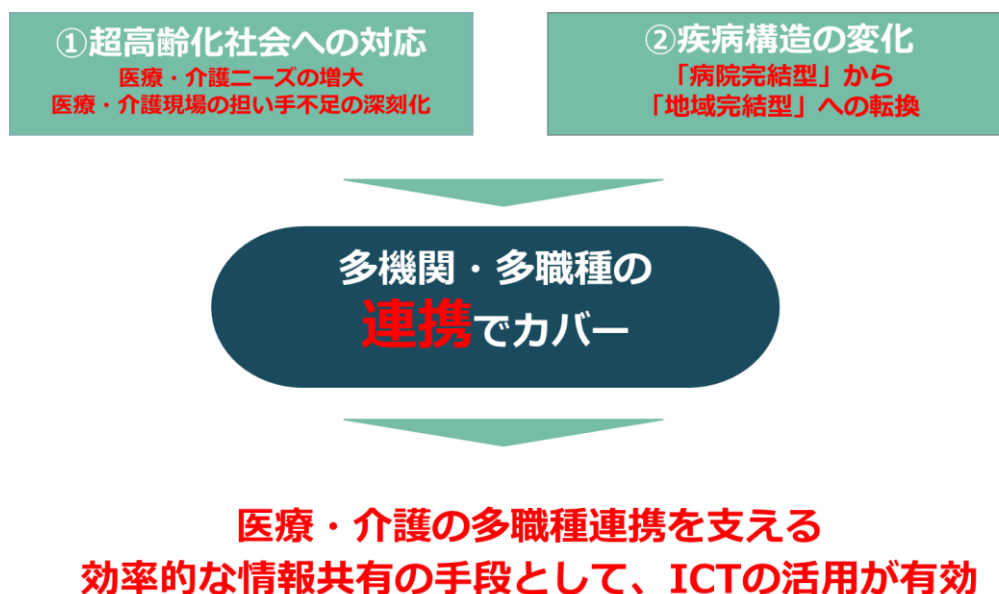 ①超高齢化社会への対応
医療・介護ニーズの増大
医療・介護現場の担い手不足の深刻化
②疾病構造の変化
「病院完結型」から
「地域完結型」への転換
多機関・多職種の
連携でカバー
医療・介護の多職種連携を支える
効率的な情報共有の手段として、ICTの活用が有効